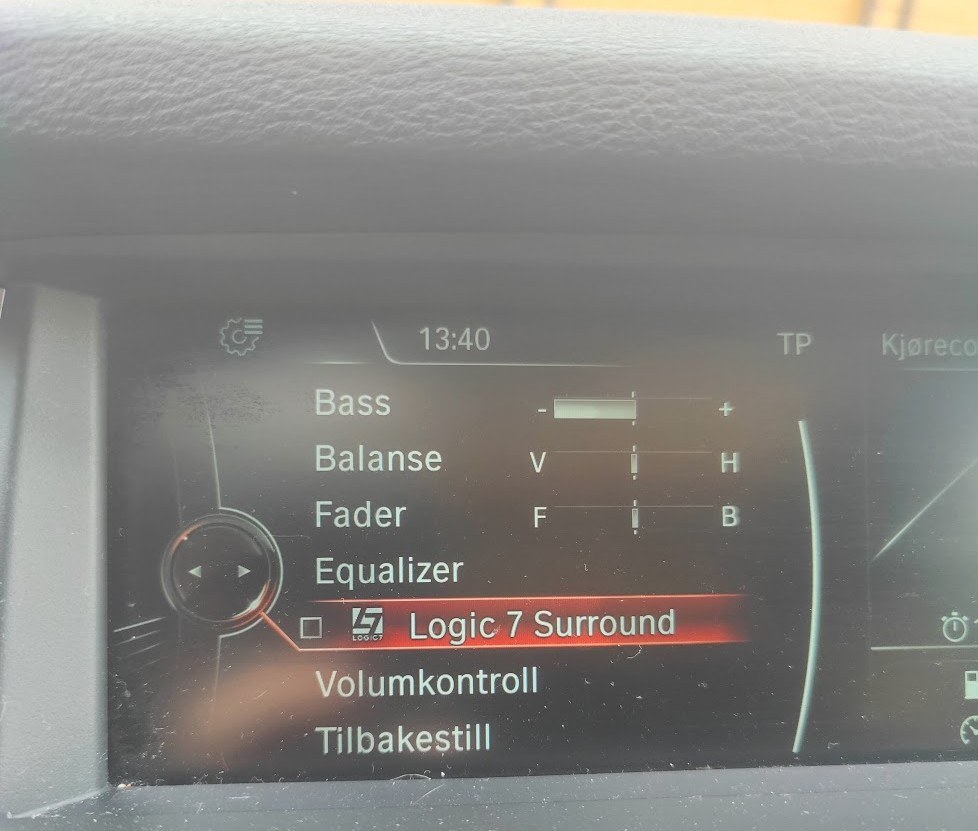 13:40
TP
Kjøreco
Bass - +
Balanse V H
Fader F B
Equalizer
LOGIC7 Logic 7 Surround
Volumkontroll
Tilbakestill